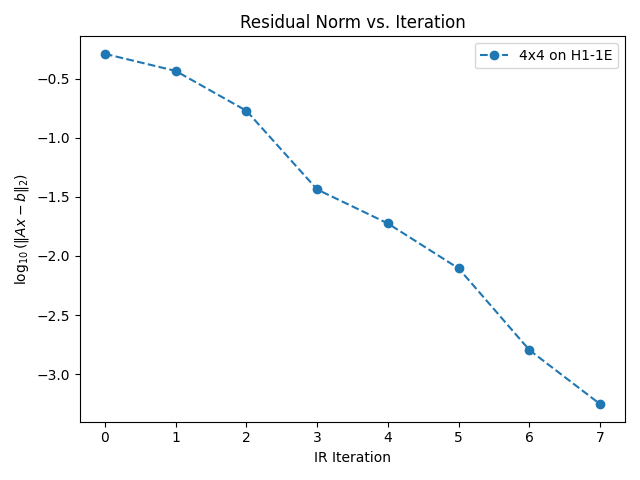 Residual Norm vs. Iteration
4x4 on H1-1E
log₁₀(‖Ax − b‖₂)
−0.5
−1.0
−1.5
−2.0
−2.5
−3.0
0 1 2 3 4 5 6 7
IR Iteration